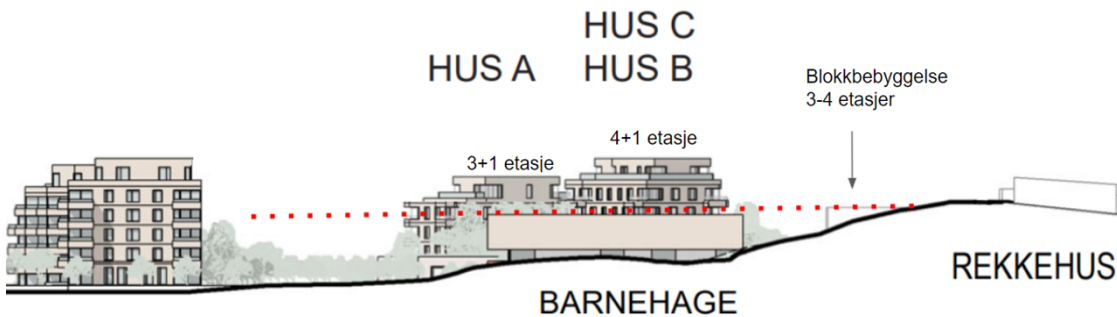 HUS C
HUS A HUS B
Blokkbebyggelse
3-4 etasjer
4+1 etasje
3+1 etasje
REKKEHUS
BARNEHAGE